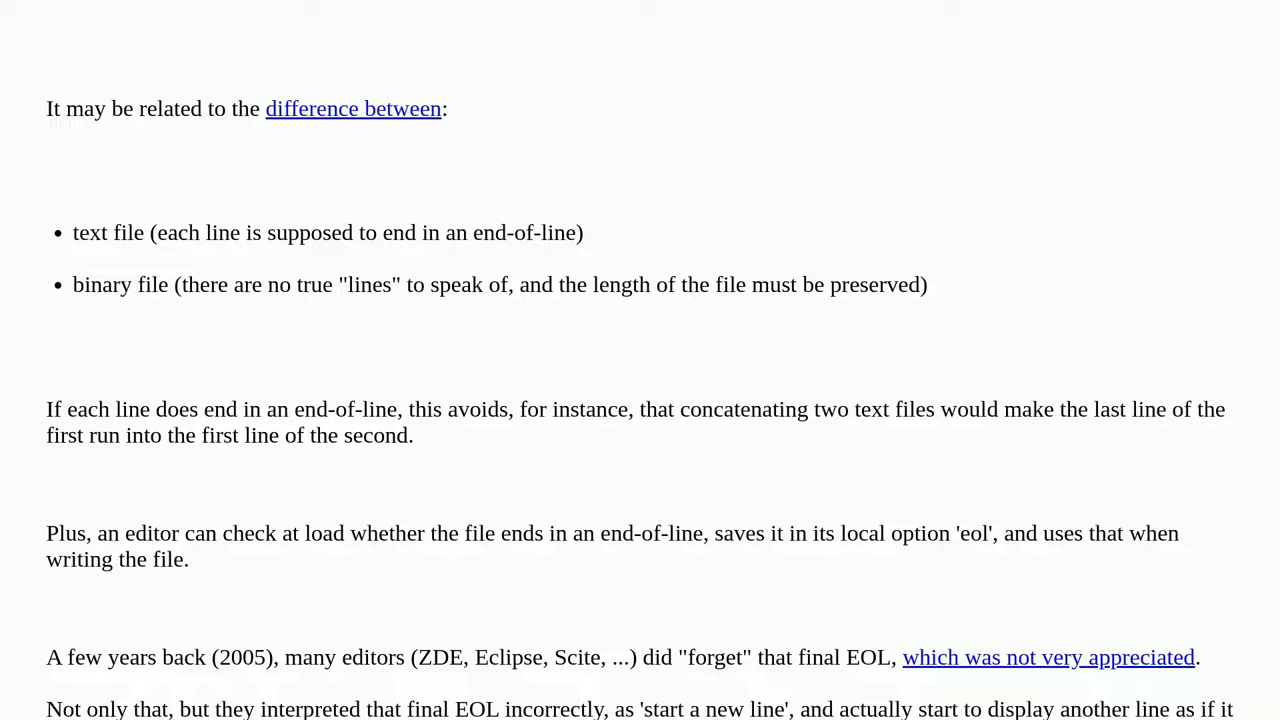 It may be related to the difference between:
• text file (each line is supposed to end in an end-of-line)
• binary file (there are no true "lines" to speak of, and the length of the file must be preserved)
If each line does end in an end-of-line, this avoids, for instance, that concatenating two text files would make the last line of the
first run into the first line of the second.
Plus, an editor can check at load whether the file ends in an end-of-line, saves it in its local option 'eol', and uses that when
writing the file.
A few years back (2005), many editors (ZDE, Eclipse, Scite, ...) did "forget" that final EOL, which was not very appreciated.
Not only that, but they interpreted that final EOL incorrectly, as 'start a new line', and actually start to display another line as if it